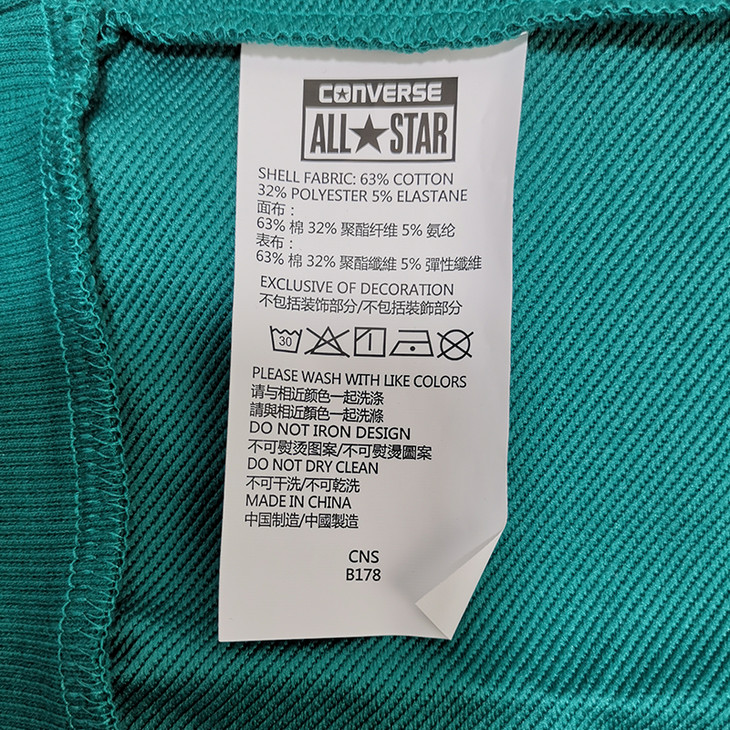 CONVERSE
ALL★STAR
SHELL FABRIC: 63% COTTON
32% POLYESTER 5% ELASTANE
面布：
63% 棉 32% 聚酯纤维 5% 氨纶
表布：
63% 棉 32% 聚酯纖維 5% 彈性纖維
EXCLUSIVE OF DECORATION
不包括装饰部分/不包括裝飾部分
30
PLEASE WASH WITH LIKE COLORS
请与相近颜色一起洗涤
請與相近顏色一起洗滌
DO NOT IRON DESIGN
不可熨烫图案/不可熨燙圖案
DO NOT DRY CLEAN
不可干洗/不可乾洗
MADE IN CHINA
中国制造/中國製造
CNS
B178